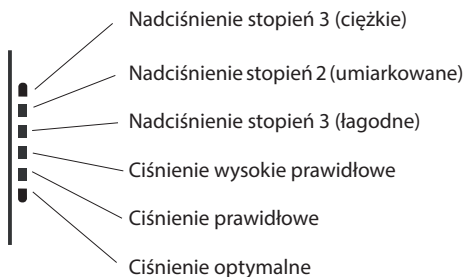 Nadciśnienie stopień 3 (ciężkie)
Nadciśnienie stopień 2 (umiarkowane)
Nadciśnienie stopień 3 (łagodne)
Ciśnienie wysokie prawidłowe
Ciśnienie prawidłowe
Ciśnienie optymalne